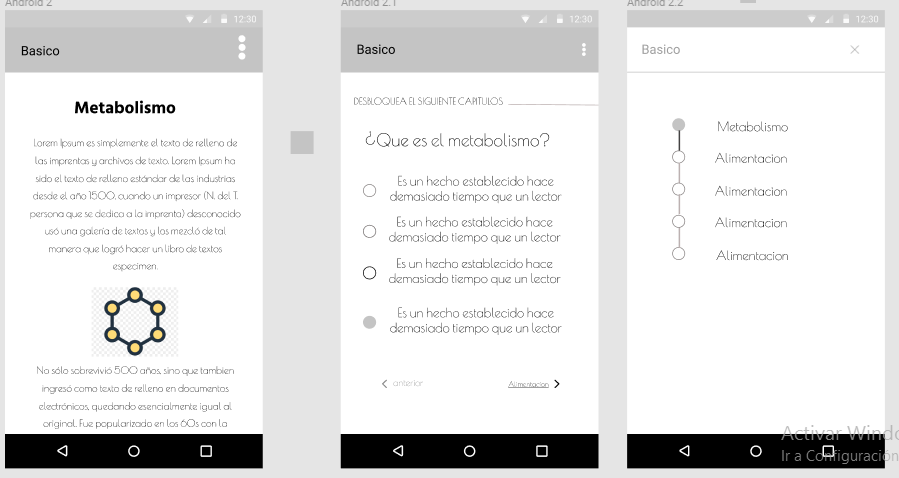 Android 2
12:30
Basico
Metabolismo
Lorem Ipsum es simplemente el texto de relleno de
las imprentas y archivos de texto. Lorem Ipsum ha
sido el texto de relleno estándar de las industrias
desde el año 1500, cuando un impresor (N. del T.
persona que se dedica a la imprenta) desconocido
usó una galería de textos y los mezcló de tal
manera que logró hacer un libro de textos
especimen.
No sólo sobrevivió 500 años, sino que tambien
ingresó como texto de relleno en documentos
electrónicos, quedando esencialmente igual al
original. Fue popularizado en los 60s con la
Android 2.1
12:30
Basico
DESBLOQUEA EL SIGUIENTE CAPITULOS
¿Que es el metabolismo?
Es un hecho establecido hace
demasiado tiempo que un lector
Es un hecho establecido hace
demasiado tiempo que un lector
Es un hecho establecido hace
demasiado tiempo que un lector
Es un hecho establecido hace
demasiado tiempo que un lector
anterior
Alimentacion
Android 2.2
12:30
Basico
Metabolismo
Alimentacion
Alimentacion
Alimentacion
Alimentacion
Activar Windo
Ir a Configuración